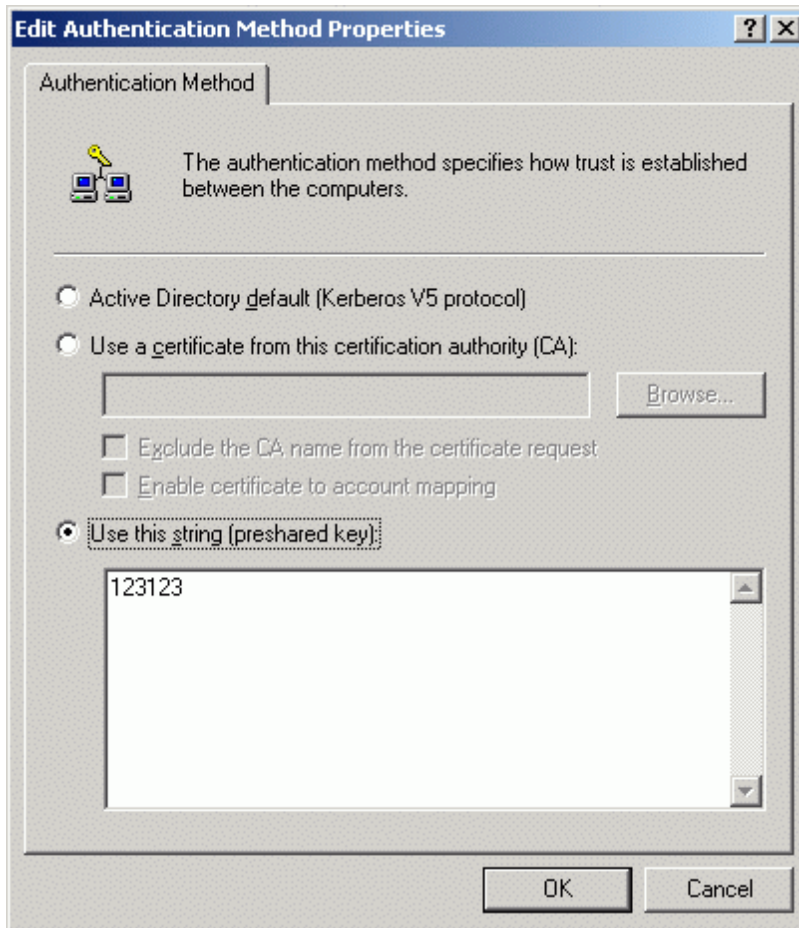 Edit Authentication Method Properties
Authentication Method
The authentication method specifies how trust is established
between the computers.
Active Directory default (Kerberos V5 protocol)
Use a certificate from this certification authority (CA):
Browse...
Exclude the CA name from the certificate request
Enable certificate to account mapping
Use this string (preshared key):
123123
OK Cancel